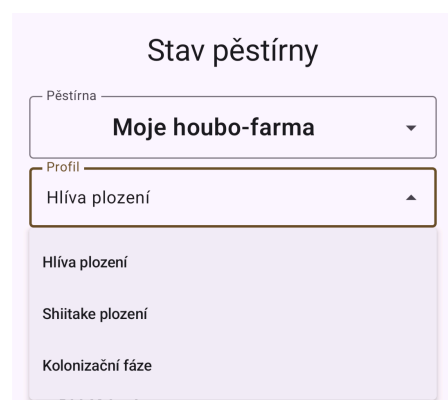 Stav pěstírny
Pěstírna
Moje houbo-farma
Profil
Hlíva plození
Hlíva plození
Shiitake plození
Kolonizační fáze